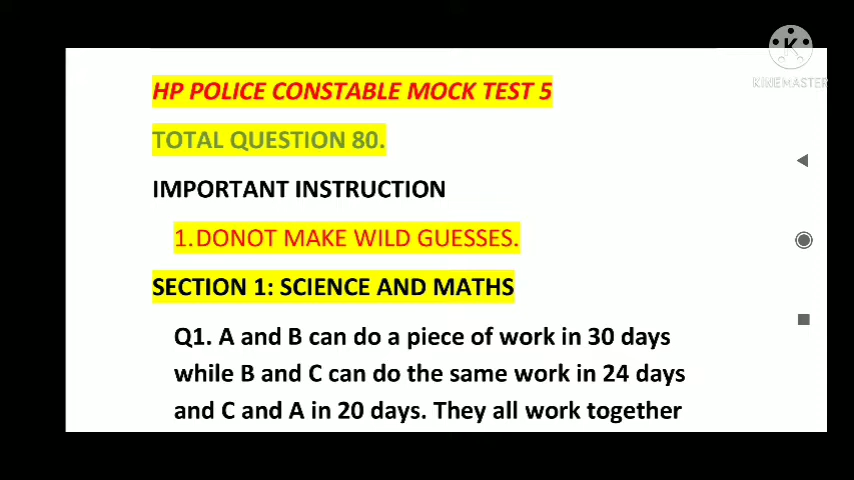 HP POLICE CONSTABLE MOCK TEST 5
TOTAL QUESTION 80.
IMPORTANT INSTRUCTION
1.DONOT MAKE WILD GUESSES.
SECTION 1: SCIENCE AND MATHS
Q1. A and B can do a piece of work in 30 days
while B and C can do the same work in 24 days
and C and A in 20 days. They all work together
K
KINEMASTER